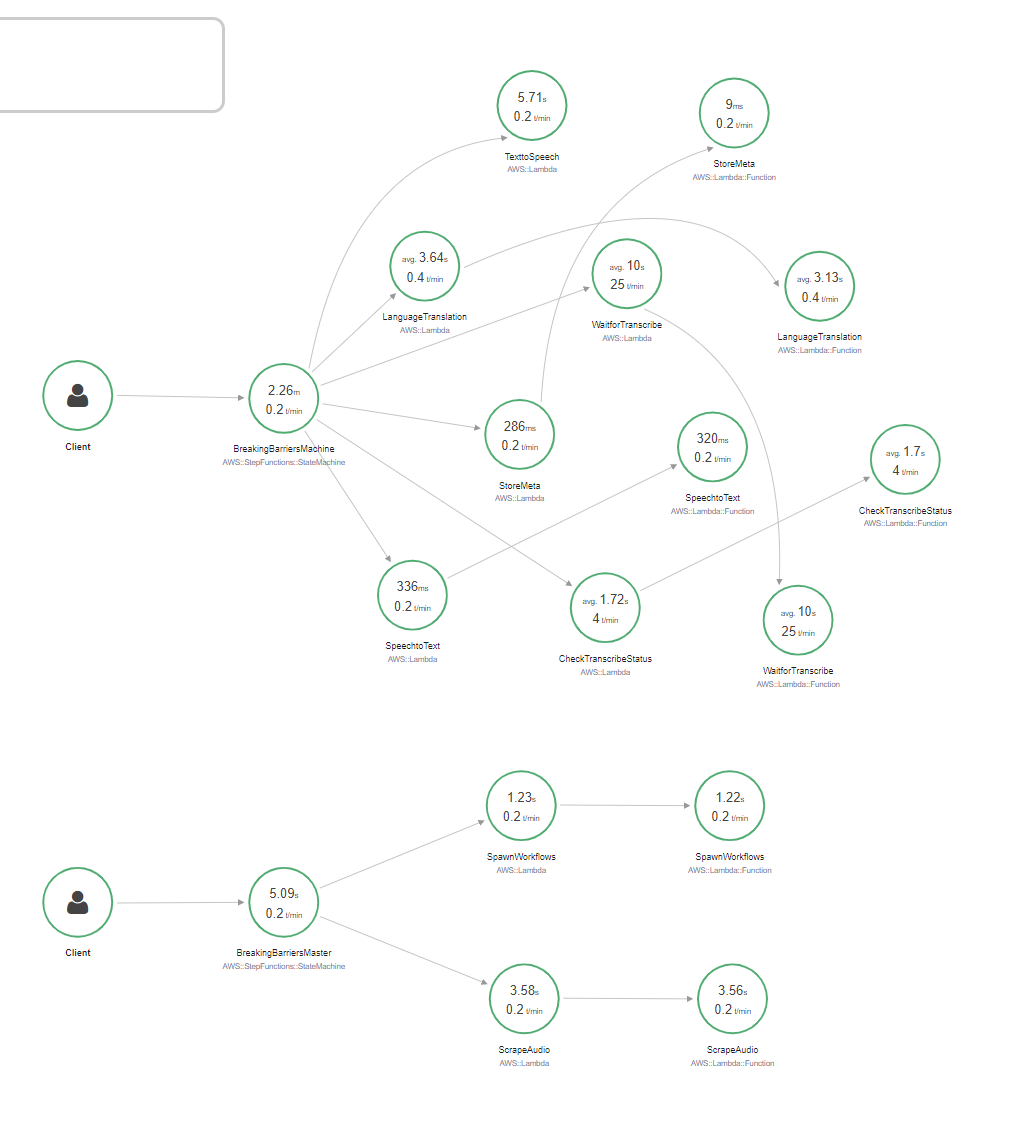 5.71s
0.2 t/min
TexttoSpeech
AWS::Lambda
9ms
0.2 t/min
StoreMeta
AWS::Lambda::Function
avg. 3.64s
0.4 t/min
LanguageTranslation
AWS::Lambda
avg. 10s
25 t/min
WaitforTranscribe
AWS::Lambda
avg. 3.13s
0.4 t/min
LanguageTranslation
AWS::Lambda::Function
Client
2.26m
0.2 t/min
BreakingBarriersMachine
AWS::StepFunctions::StateMachine
286ms
0.2 t/min
StoreMeta
AWS::Lambda
320ms
0.2 t/min
SpeechtoText
AWS::Lambda::Function
avg. 1.7s
4 t/min
CheckTranscribeStatus
AWS::Lambda::Function
336ms
0.2 t/min
SpeechtoText
AWS::Lambda
avg. 1.72s
4 t/min
CheckTranscribeStatus
AWS::Lambda
avg. 10s
25 t/min
WaitforTranscribe
AWS::Lambda::Function
1.23s
0.2 t/min
SpawnWorkflows
AWS::Lambda
1.22s
0.2 t/min
SpawnWorkflows
AWS::Lambda::Function
Client
5.09s
0.2 t/min
BreakingBarriersMaster
AWS::StepFunctions::StateMachine
3.58s
0.2 t/min
ScrapeAudio
AWS::Lambda
3.56s
0.2 t/min
ScrapeAudio
AWS::Lambda::Function